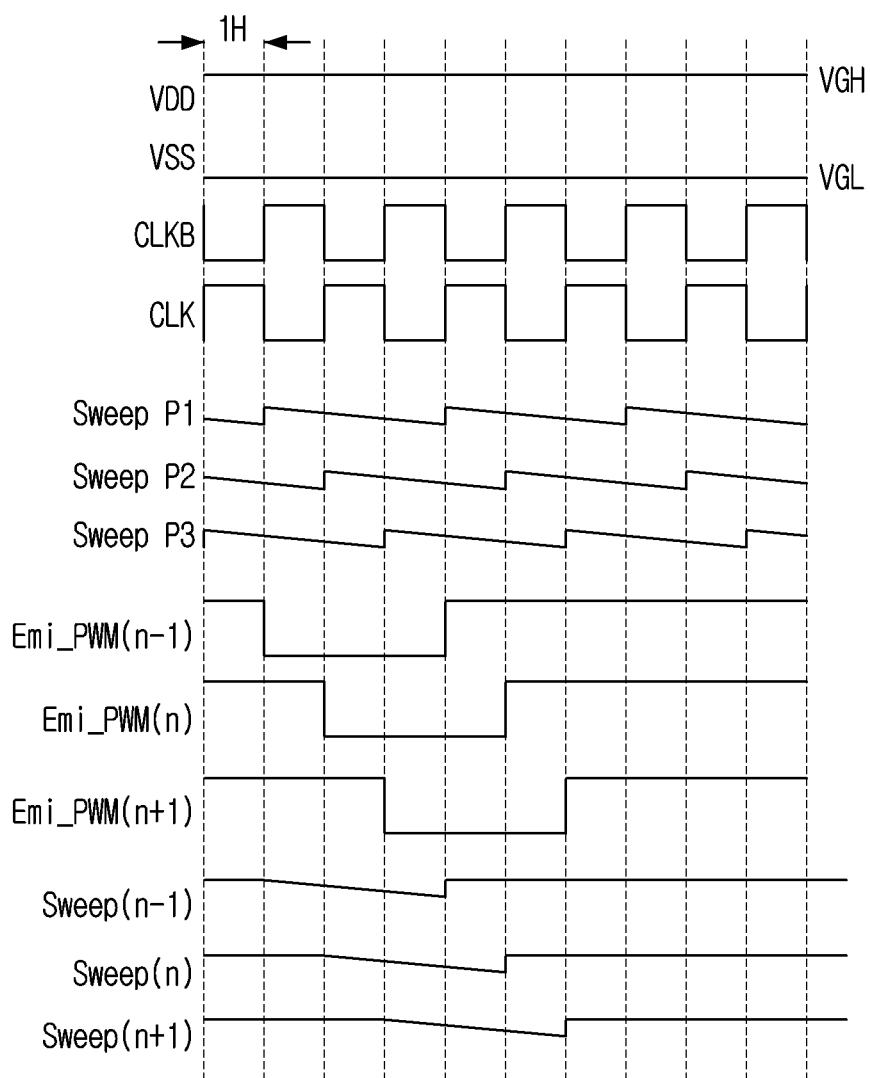 1H
VDD
VGH
VSS
VGL
CLKB
CLK
Sweep P1
Sweep P2
Sweep P3
Emi_PWM(n-1)
Emi_PWM(n)
Emi_PWM(n+1)
Sweep(n-1)
Sweep(n)
Sweep(n+1)